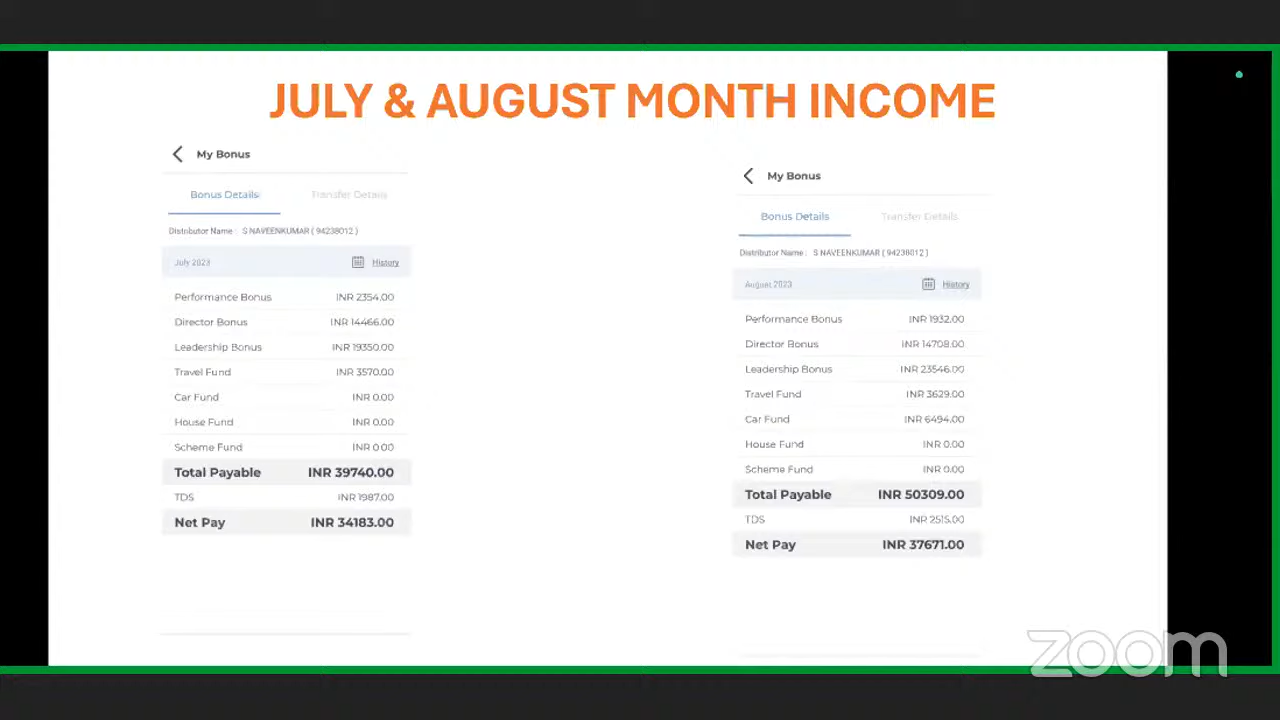 JULY & AUGUST MONTH INCOME
My Bonus
Bonus Details Transfer Details
Distributor Name : S NAVEENKUMAR ( 94238012 )
July 2023 History
Performance Bonus INR 2354.00
Director Bonus INR 14466.00
Leadership Bonus INR 19350.00
Travel Fund INR 3570.00
Car Fund INR 0.00
House Fund INR 0.00
Scheme Fund INR 0.00
Total Payable INR 39740.00
TDS INR 1987.00
Net Pay INR 34183.00
My Bonus
Bonus Details Transfer Details
Distributor Name : S NAVEENKUMAR ( 94238012 )
August 2023 History
Performance Bonus INR 1932.00
Director Bonus INR 14708.00
Leadership Bonus INR 23546.00
Travel Fund INR 3629.00
Car Fund INR 6494.00
House Fund INR 0.00
Scheme Fund INR 0.00
Total Payable INR 50309.00
TDS INR 2515.00
Net Pay INR 37671.00
zoom